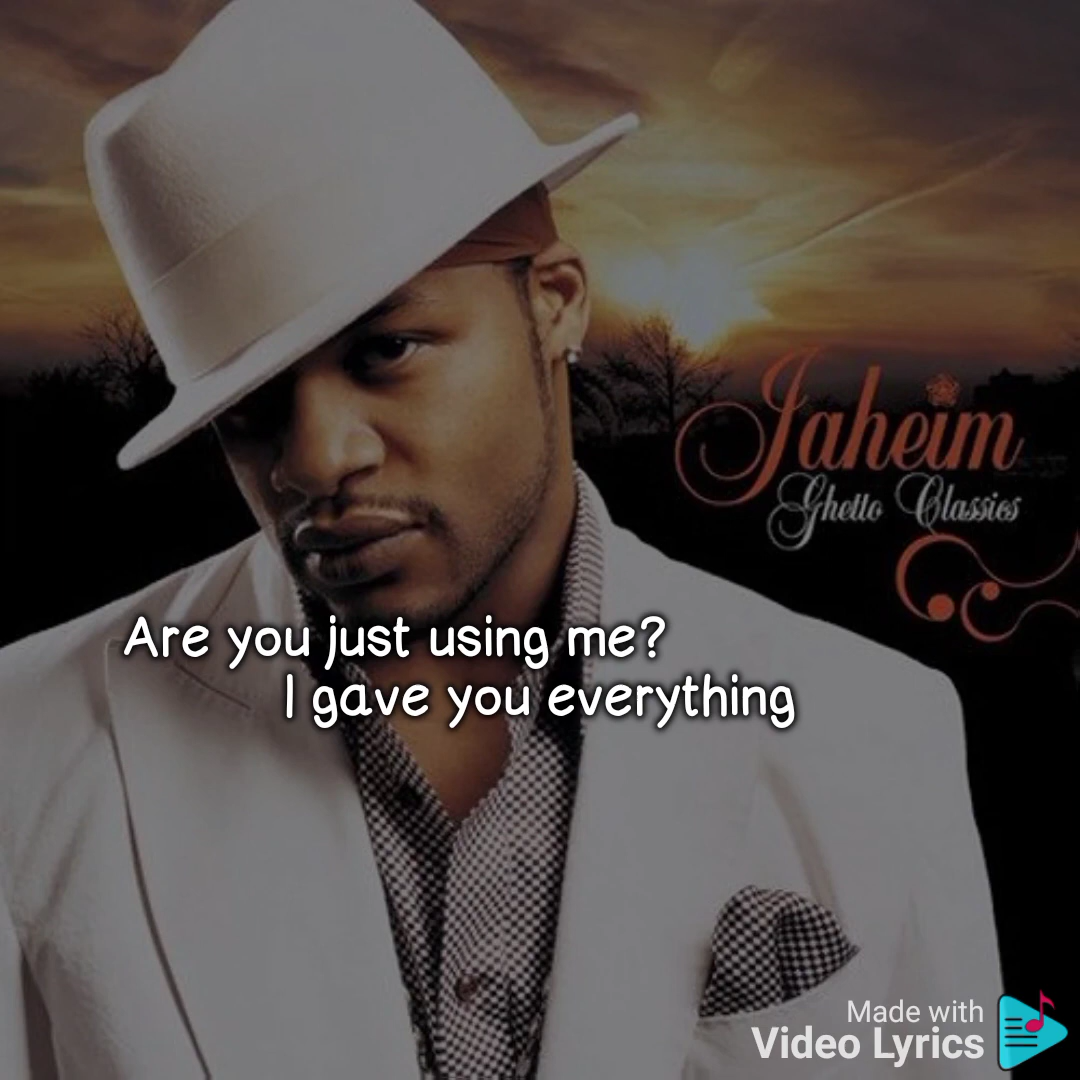 Jaheim
Ghetto Classics
Are you just using me?
I gave you everything
Made with
Video Lyrics